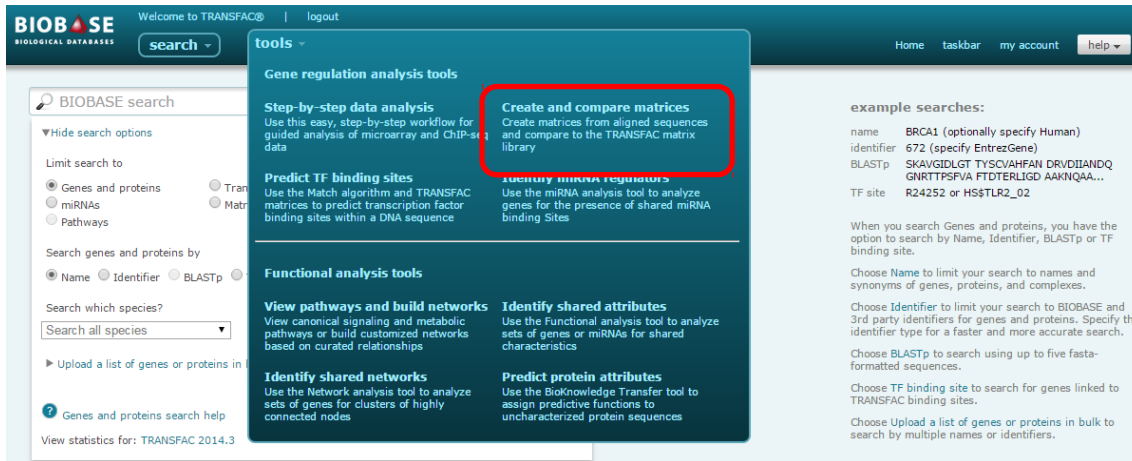 BIOBASE
BIOLOGICAL DATABASES
Welcome to TRANSFAC® | logout
search
tools
Home taskbar my account help
BIOBASE search
Hide search options
Limit search to
Genes and proteins
Tran
miRNAs
Matr
Pathways
Search genes and proteins by
Name Identifier BLASTp
Search which species?
Search all species
Upload a list of genes or proteins in
Genes and proteins search help
View statistics for: TRANSFAC 2014.3
Gene regulation analysis tools
Step-by-step data analysis
Use this easy, step-by-step workflow for
guided analysis of microarray and ChIP-seq
data
Create and compare matrices
Create matrices from aligned sequences
and compare to the TRANSFAC matrix
library
Predict TF binding sites
Use the Match algorithm and TRANSFAC
matrices to predict transcription factor
binding sites within a DNA sequence
Identify miRNA regulators
Use the miRNA analysis tool to analyze
genes for the presence of shared miRNA
binding Sites
Functional analysis tools
View pathways and build networks
View canonical signaling and metabolic
pathways or build customized networks
based on curated relationships
Identify shared attributes
Use the Functional analysis tool to analyze
sets of genes or miRNAs for shared
characteristics
Identify shared networks
Use the Network analysis tool to analyze
sets of genes for clusters of highly
connected nodes
Predict protein attributes
Use the BioKnowledge Transfer tool to
assign predictive functions to
uncharacterized protein sequences
example searches:
name BRCA1 (optionally specify Human)
identifier 672 (specify EntrezGene)
BLASTp SKAVGIDLGT TYSCVAHFAN DRVDIIANDQ
GNRTTPSFVA FTDTERLIGD AAKNQAA...
TF site R24252 or HS$TLR2_02
When you search Genes and proteins, you have the
option to search by Name, Identifier, BLASTp or TF
binding site.
Choose Name to limit your search to names and
synonyms of genes, proteins, and complexes.
Choose Identifier to limit your search to BIOBASE and
3rd party identifiers for genes and proteins. Specify th
identifier type for a faster and more accurate search.
Choose BLASTp to search using up to five fasta-
formatted sequences.
Choose TF binding site to search for genes linked to
TRANSFAC binding sites.
Choose Upload a list of genes or proteins in bulk to
search by multiple names or identifiers.